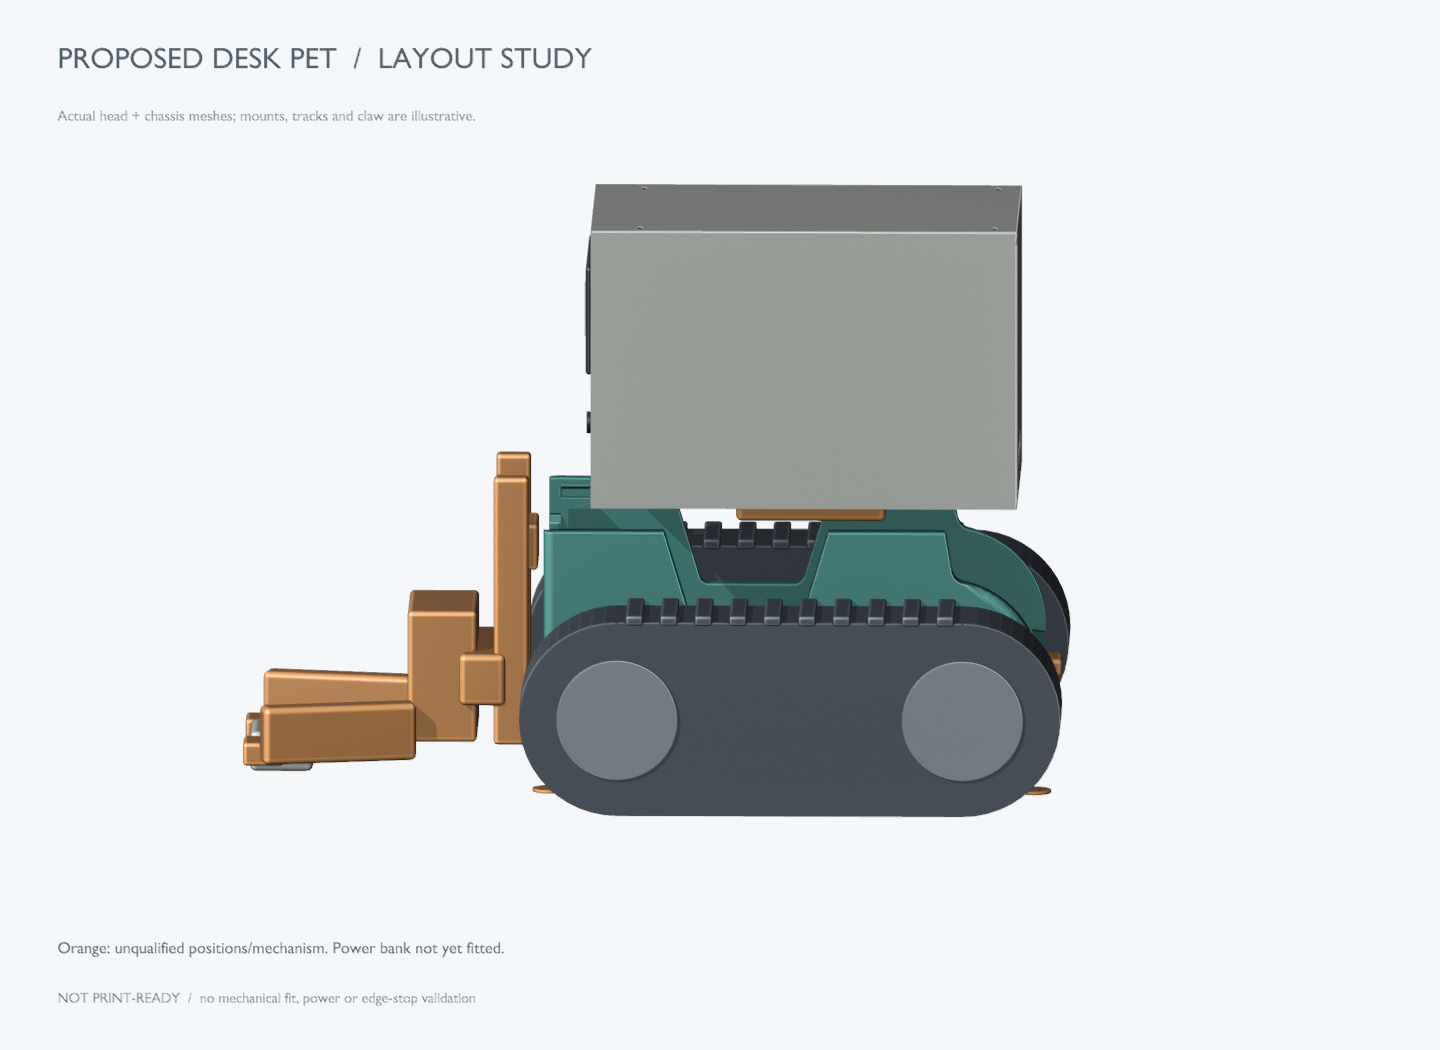 PROPOSED DESK PET / LAYOUT STUDY
Actual head + chassis meshes; mounts, tracks and claw are illustrative.
Orange: unqualified positions/mechanism. Power bank not yet fitted.
NOT PRINT-READY / no mechanical fit, power or edge-stop validation